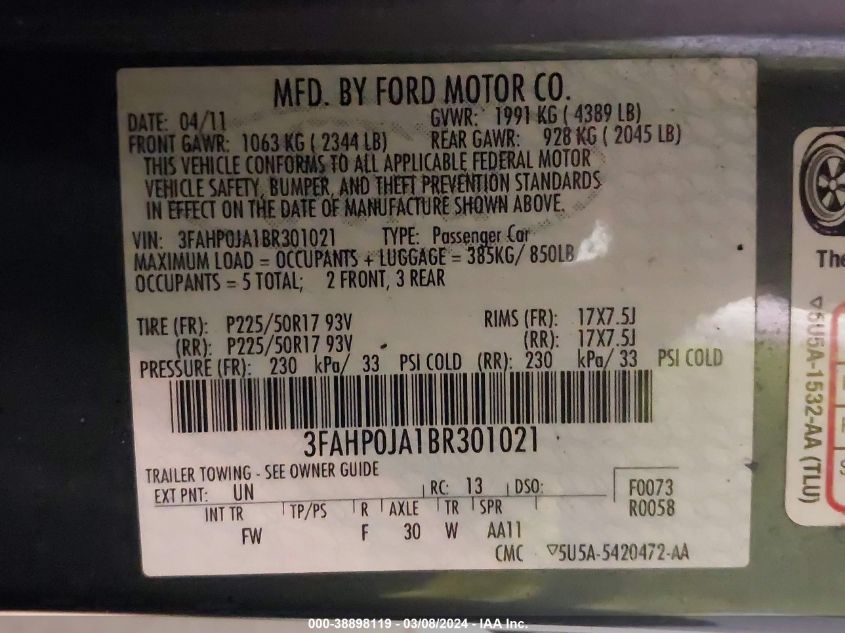 MFD. BY FORD MOTOR CO.
DATE: 04/11 GVWR: 1991 KG ( 4389 LB)
FRONT GAWR: 1063 KG ( 2344 LB) REAR GAWR: 928 KG ( 2045 LB)
THIS VEHICLE CONFORMS TO ALL APPLICABLE FEDERAL MOTOR
VEHICLE SAFETY, BUMPER, AND THEFT PREVENTION STANDARDS
IN EFFECT ON THE DATE OF MANUFACTURE SHOWN ABOVE.
VIN: 3FAHP0JA1BR301021 TYPE: Passenger Car
MAXIMUM LOAD = OCCUPANTS + LUGGAGE = 385KG/ 850LB
OCCUPANTS = 5 TOTAL; 2 FRONT, 3 REAR
TIRE (FR): P225/50R17 93V RIMS (FR): 17X7.5J
(RR): P225/50R17 93V (RR): 17X7.5J
PRESSURE (FR): 230 kPa/ 33 PSI COLD (RR): 230 kPa/ 33 PSI COLD
3FAHP0JA1BR301021
TRAILER TOWING - SEE OWNER GUIDE
EXT PNT: UN RC: 13 DSO: F0073
INT TR TP/PS R AXLE TR SPR R0058
FW F 30 W AA11
CMC ▽5U5A-5420472-AA
The
▽5U5A-1532-AA (TLU)
000-38898119 - 03/08/2024 - IAA Inc.